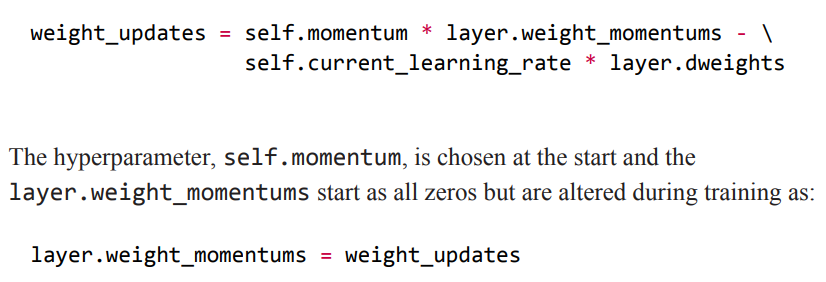 weight_updates = self.momentum * layer.weight_momentums - \
self.current_learning_rate * layer.dweights
The hyperparameter, self.momentum, is chosen at the start and the
layer.weight_momentums start as all zeros but are altered during training as:
layer.weight_momentums = weight_updates